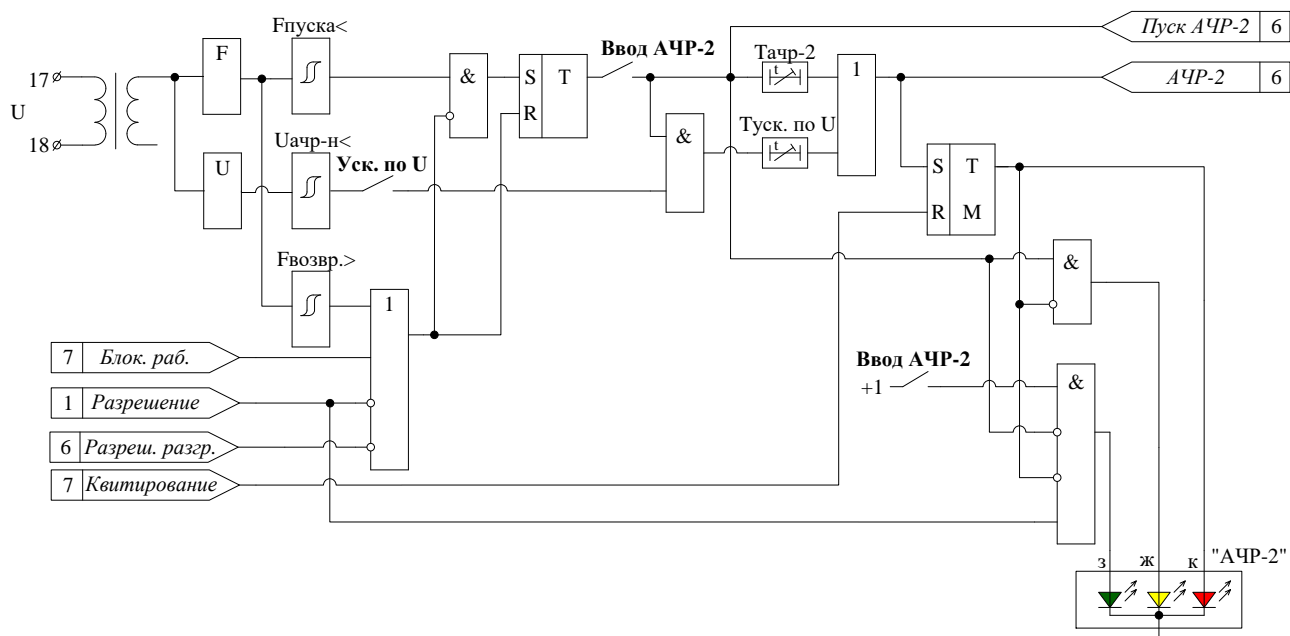 Fпуска<
Пуск АЧР-2 6
F
Ввод АЧР-2
Тачр-2
17
&
S T
1
АЧР-2 6
U
R
18
Uачр-н<
Туск. по U
U
Уск. по U
&
S T
R M
Fвозвр.>
&
1
7 Блок. раб.
Ввод АЧР-2
+1
&
1 Разрешение
6 Разреш. разгр.
7 Квитирование
з ж к "АЧР-2"
t
t